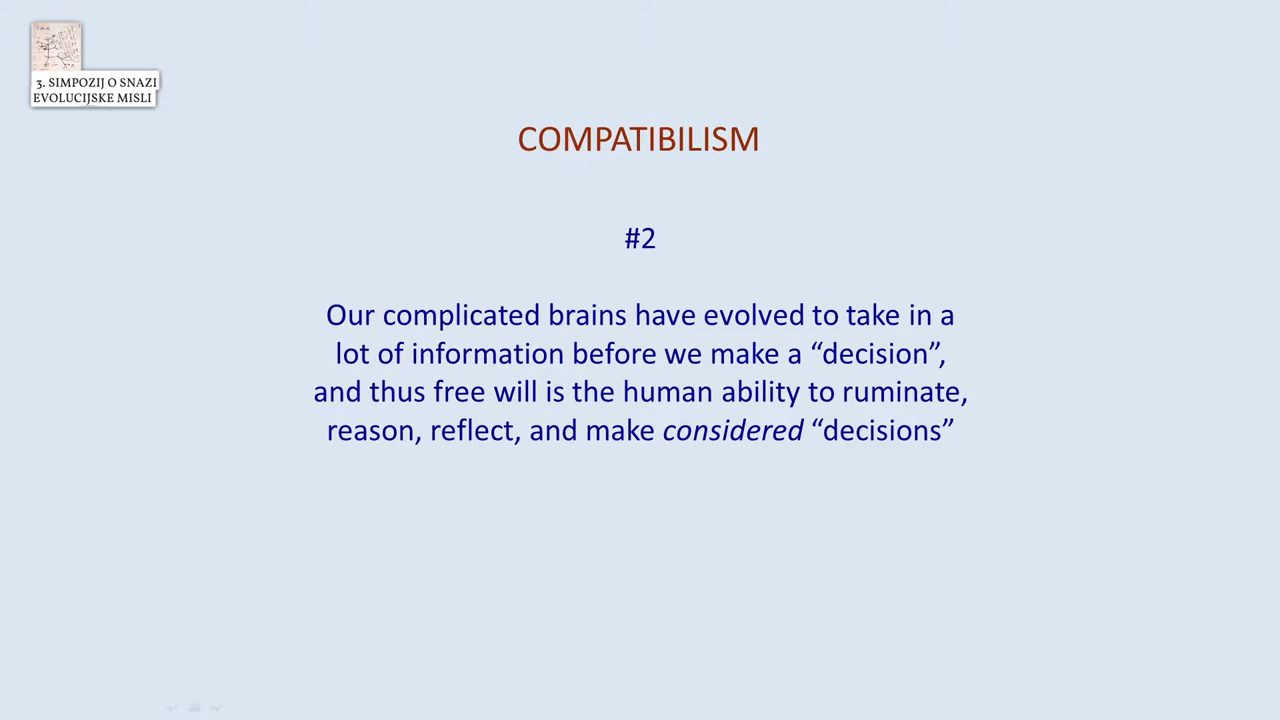 3. SIMPOZIJ O SNAZI
EVOLUCIJSKE MISLI
COMPATIBILISM
#2
Our complicated brains have evolved to take in a
lot of information before we make a “decision”,
and thus free will is the human ability to ruminate,
reason, reflect, and make considered “decisions”